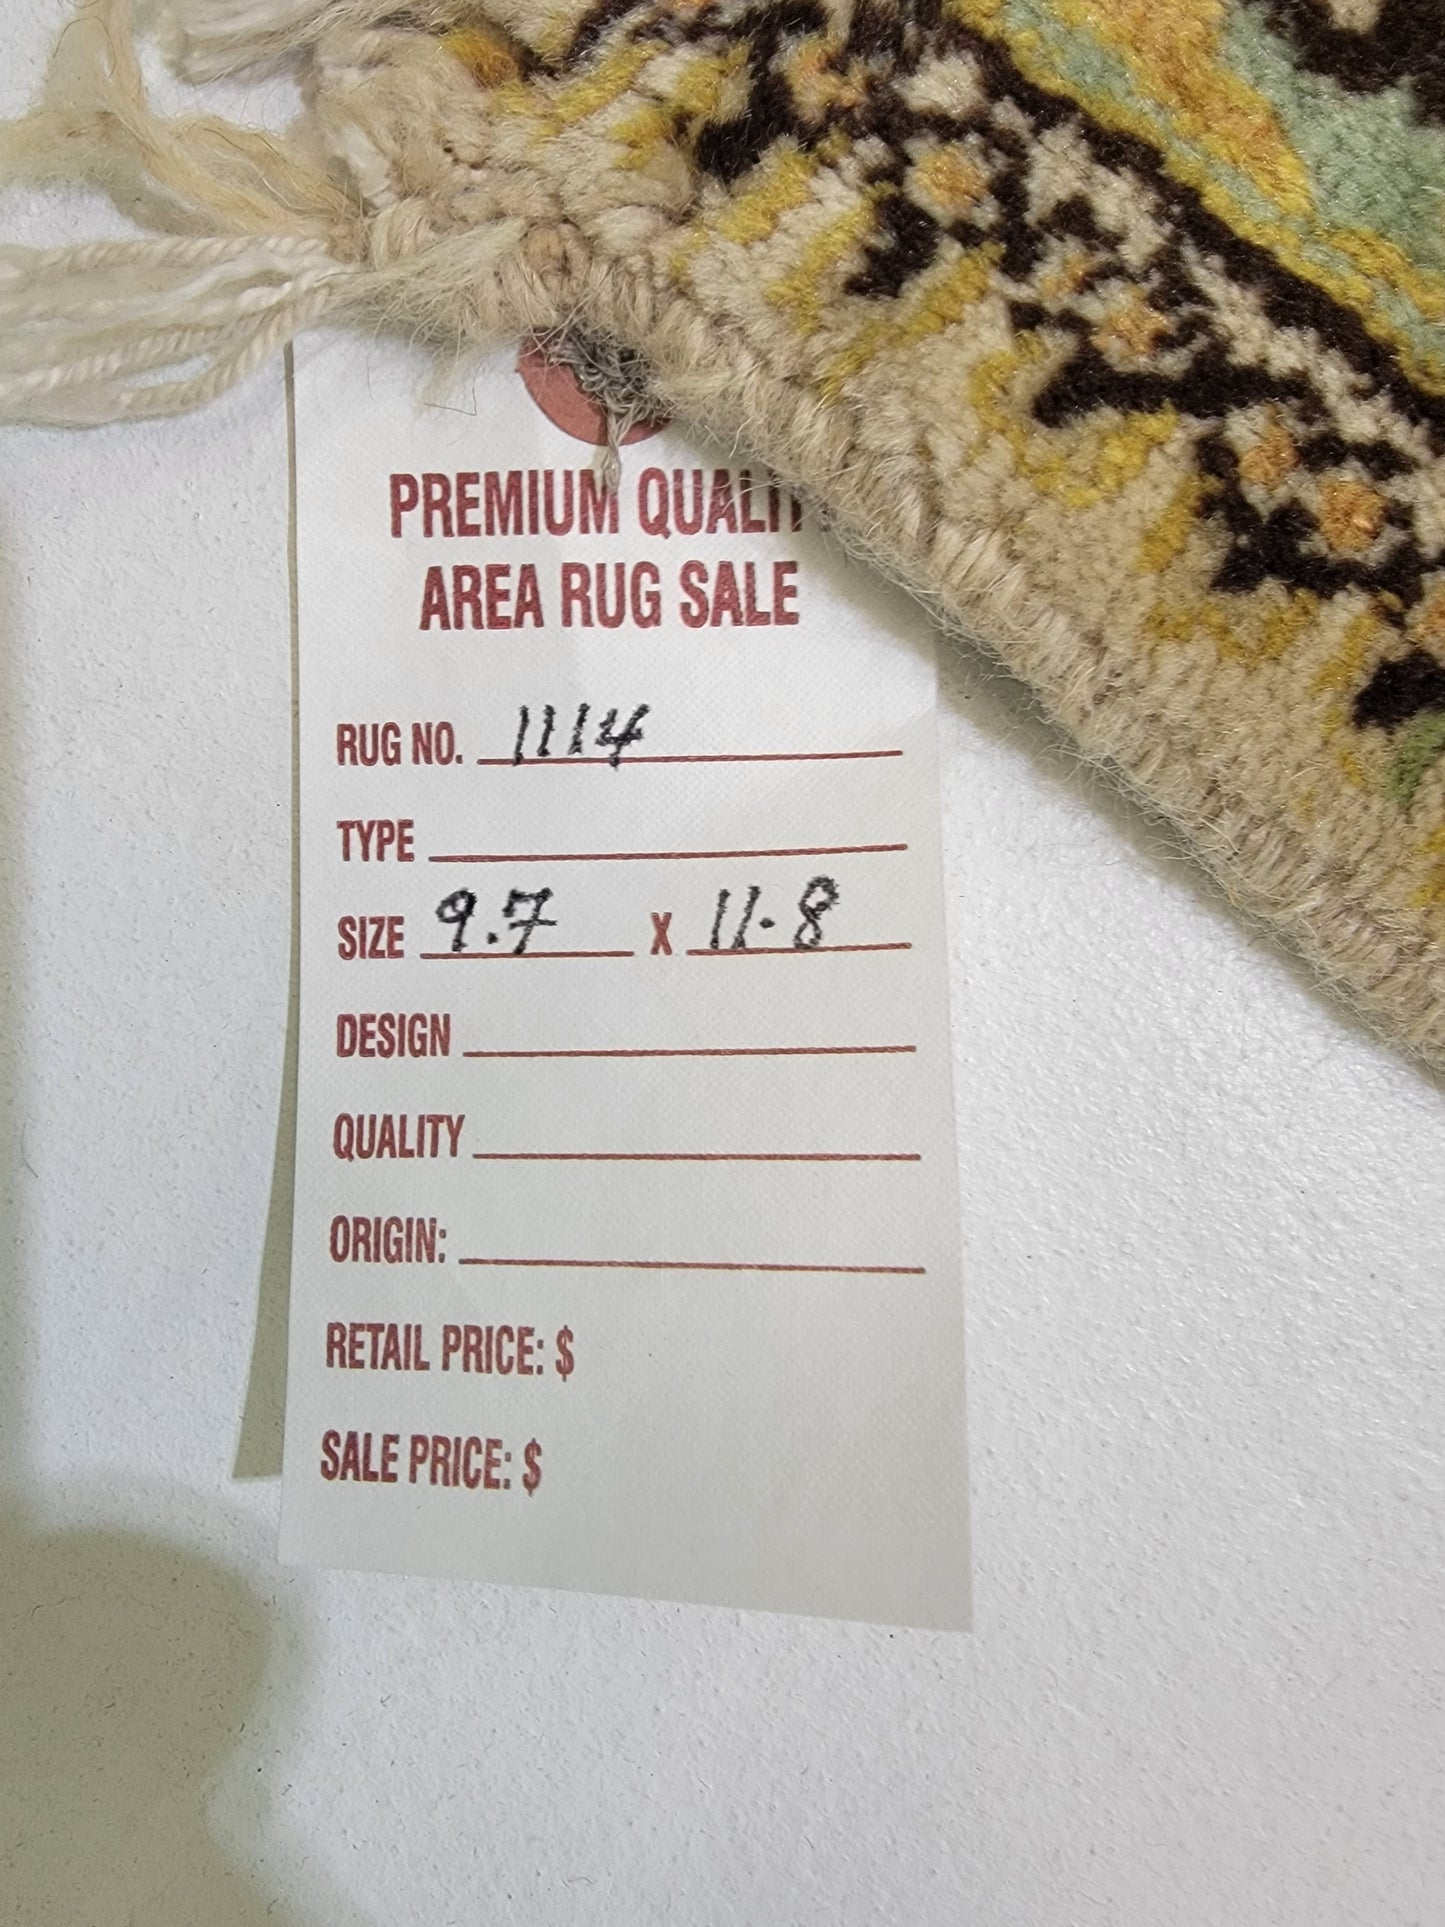 PREMIUM QUALIT
AREA RUG SALE
RUG NO. 1114
TYPE
SIZE 9.7 X 11.8
DESIGN
QUALITY
ORIGIN:
RETAIL PRICE: $
SALE PRICE: $